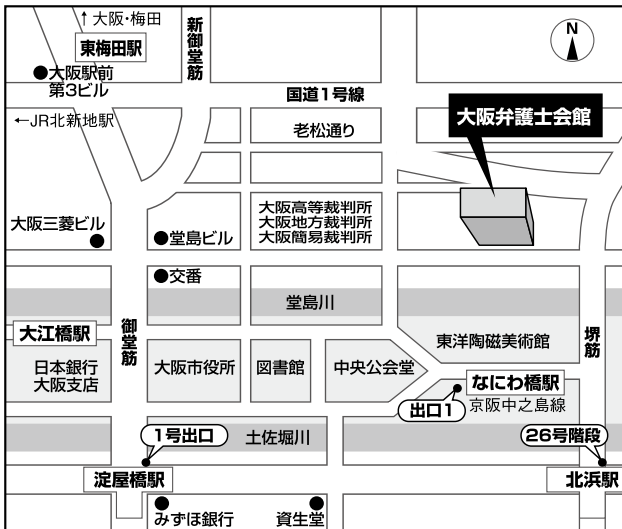 ↑大阪・梅田
東梅田駅
新御堂筋
N
●大阪駅前
第3ビル
国道1号線
大阪弁護士会館
←JR北新地駅
老松通り
大阪高等裁判所
大阪地方裁判所
大阪簡易裁判所
大阪三菱ビル
●堂島ビル
●交番
堂島川
大江橋駅
御堂筋
東洋陶磁美術館
堺筋
日本銀行
大阪支店
大阪市役所
図書館
中央公会堂
なにわ橋駅
京阪中之島線
出口1
1号出口
土佐堀川
26号階段
淀屋橋駅
北浜駅
みずほ銀行
資生堂